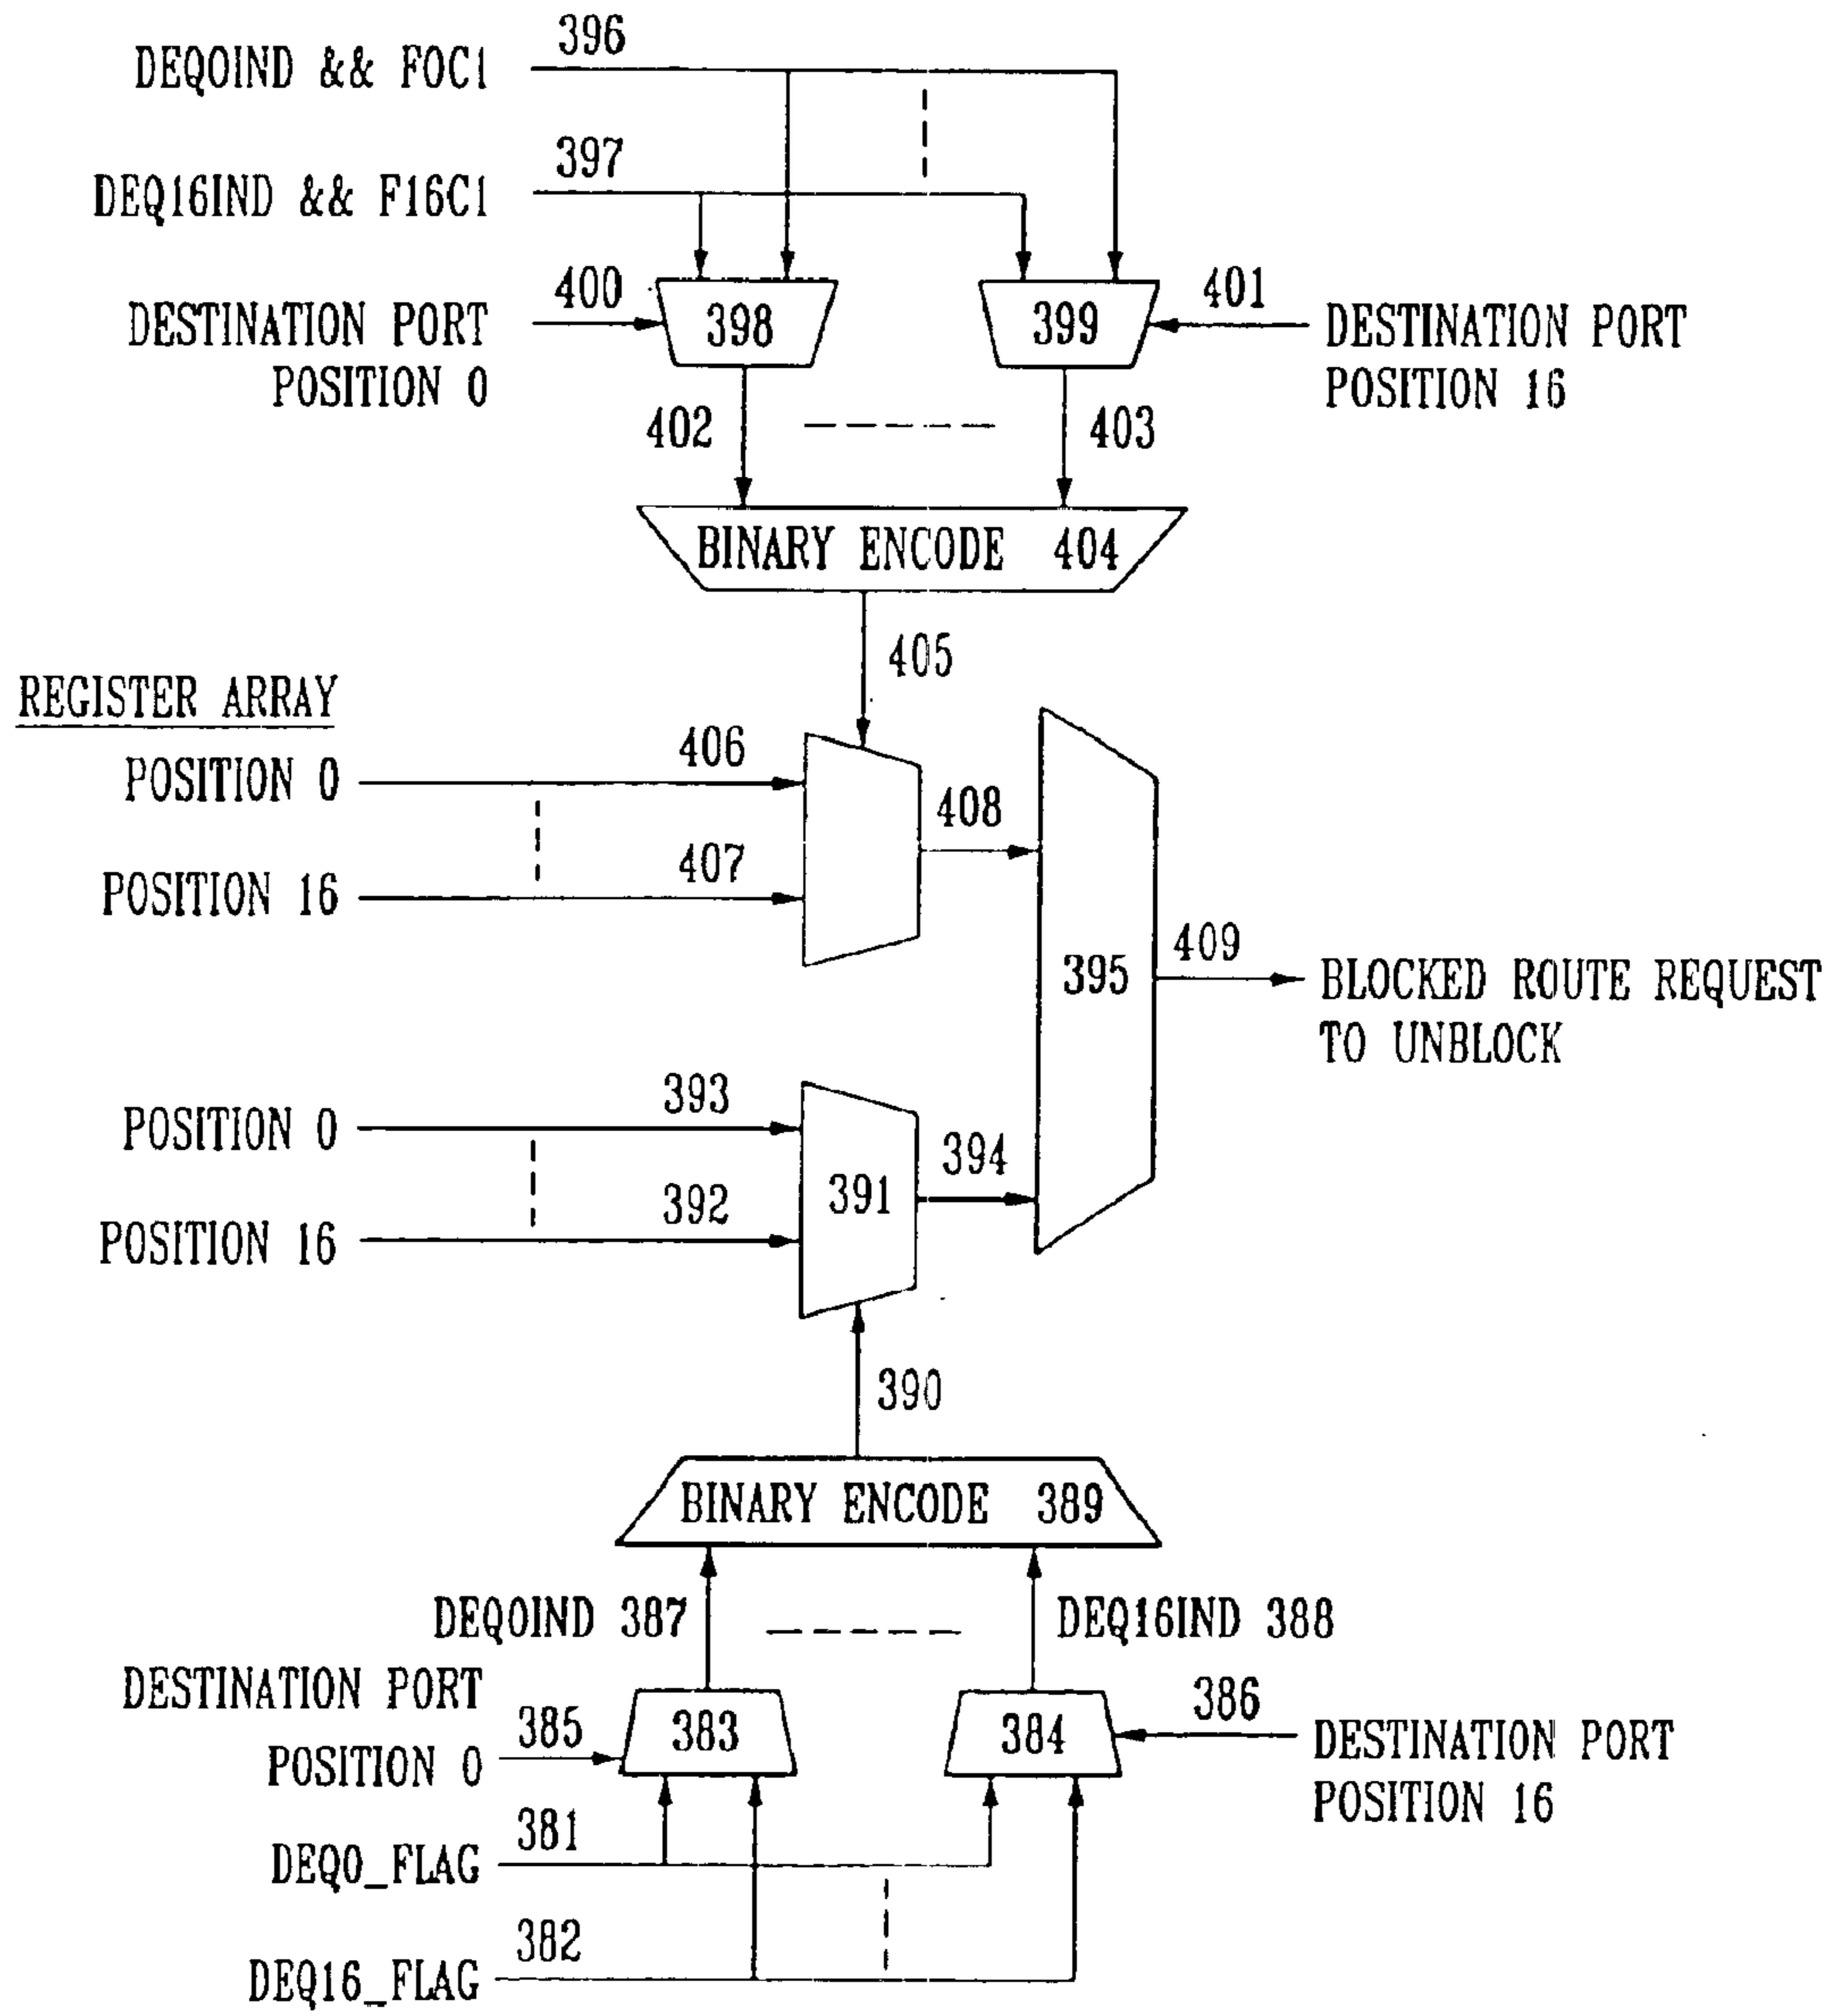 396
DEQ0IND && F0C1
397
DEQ16IND && F16C1
400
DESTINATION PORT
POSITION 0
398
399
401
DESTINATION PORT
POSITION 16
402
403
BINARY ENCODE 404
405
REGISTER ARRAY
POSITION 0
406
408
POSITION 16
407
395
409
BLOCKED ROUTE REQUEST
TO UNBLOCK
POSITION 0
393
394
391
POSITION 16
392
390
BINARY ENCODE 389
DEQ0IND 387
DEQ16IND 388
DESTINATION PORT
POSITION 0
385
383
384
386
DESTINATION PORT
POSITION 16
381
DEQ0_FLAG
382
DEQ16_FLAG